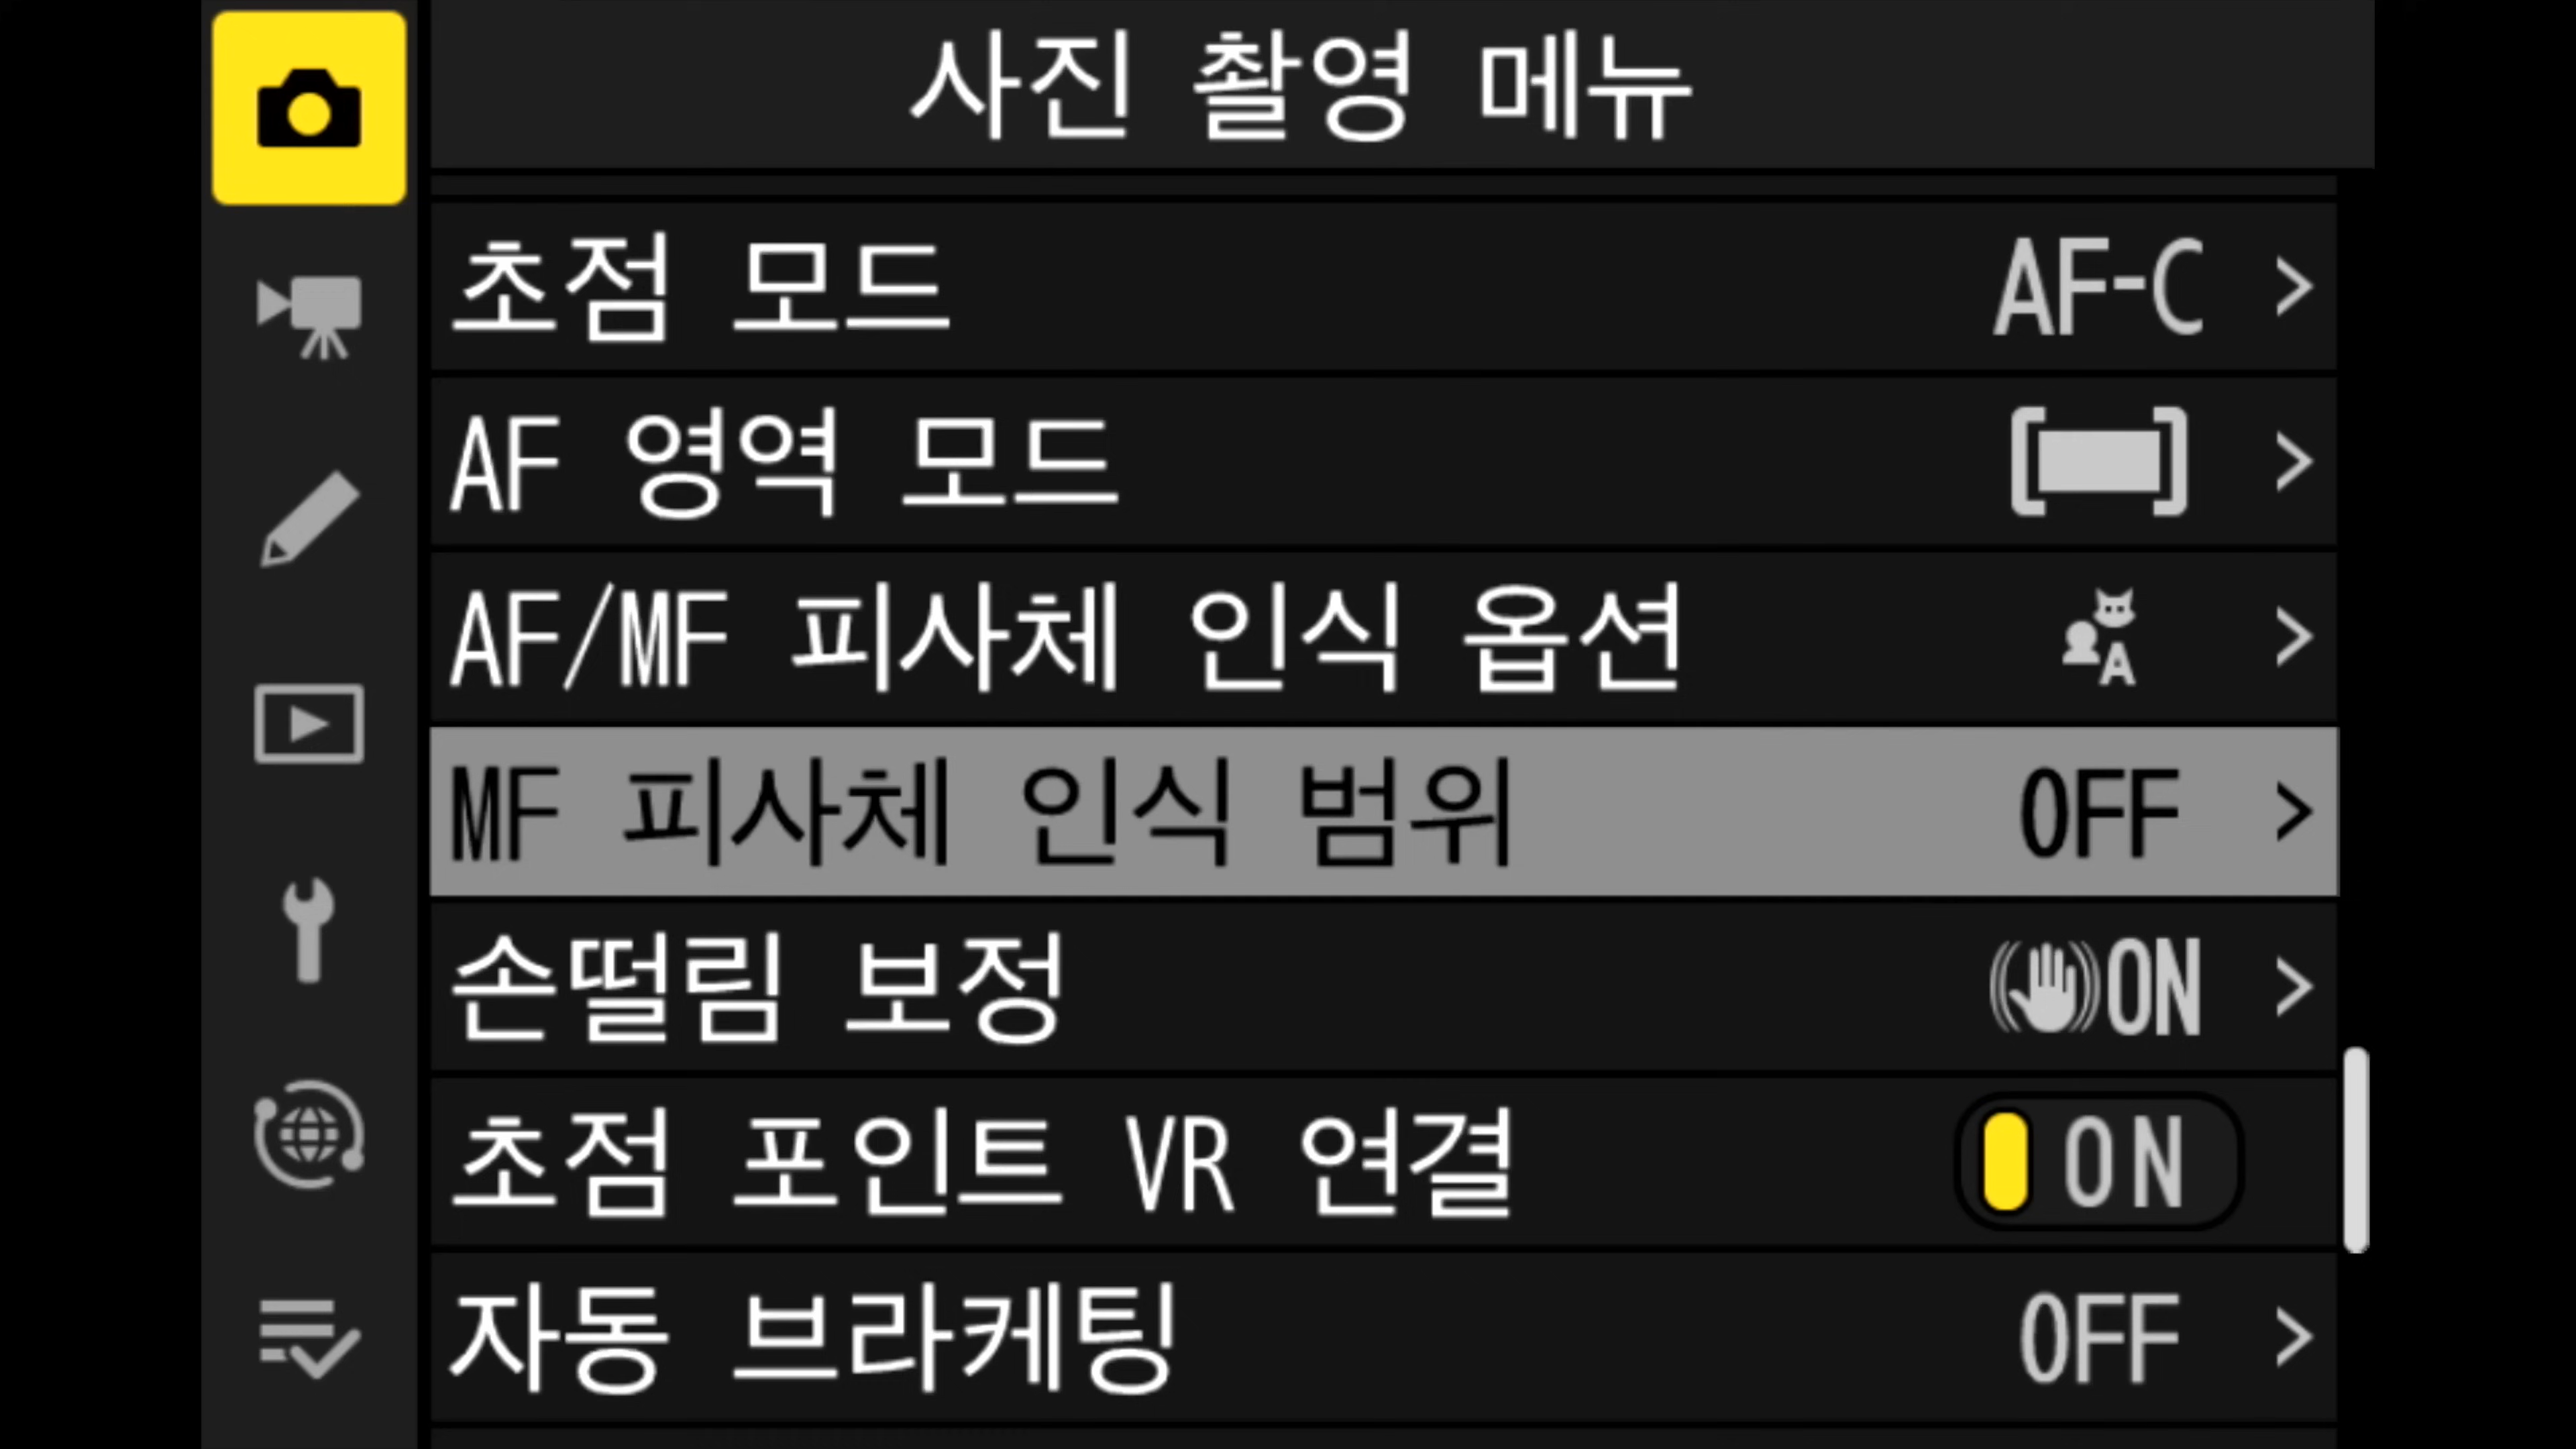 사진 촬영 메뉴
초점 모드 AF-C
AF 영역 모드
AF/MF 피사체 인식 옵션 A
MF 피사체 인식 범위 OFF
손떨림 보정 ON
초점 포인트 VR 연결 ON
자동 브라케팅 OFF